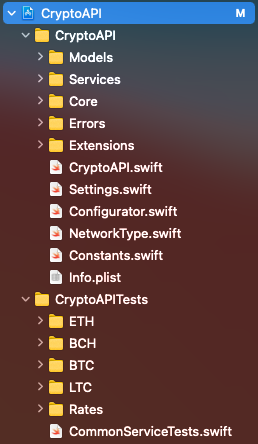 CryptoAPI M
CryptoAPI
Models
Services
Core
Errors
Extensions
CryptoAPI.swift
Settings.swift
Configurator.swift
NetworkType.swift
Constants.swift
Info.plist
CryptoAPITests
ETH
BCH
BTC
LTC
Rates
CommonServiceTests.swift